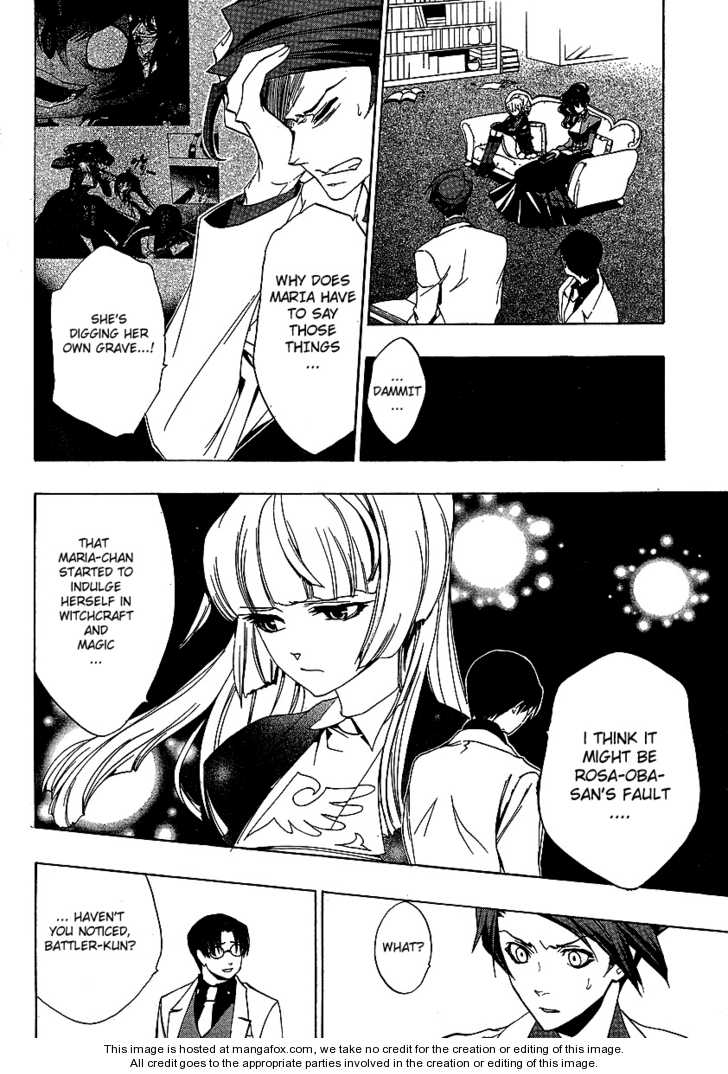 WHY DOES
MARIA HAVE
TO SAY
THOSE
THINGS
...
SHE'S
DIGGING HER
OWN GRAVE...!
...
DAMMIT
...
I THINK IT
MIGHT BE
ROSA-OBA-
SAN'S FAULT
....
THAT
MARIA-CHAN
STARTED TO
INDULGE
HERSELF IN
WITCHCRAFT
AND
MAGIC
...
... HAVEN'T
YOU NOTICED,
BATTLER-KUN?
WHAT?
This image is hosted at mangafox.com, we take no credit for the creation or editing of this image.
All credit goes to the appropriate parties involved in the creation or editing of this image.